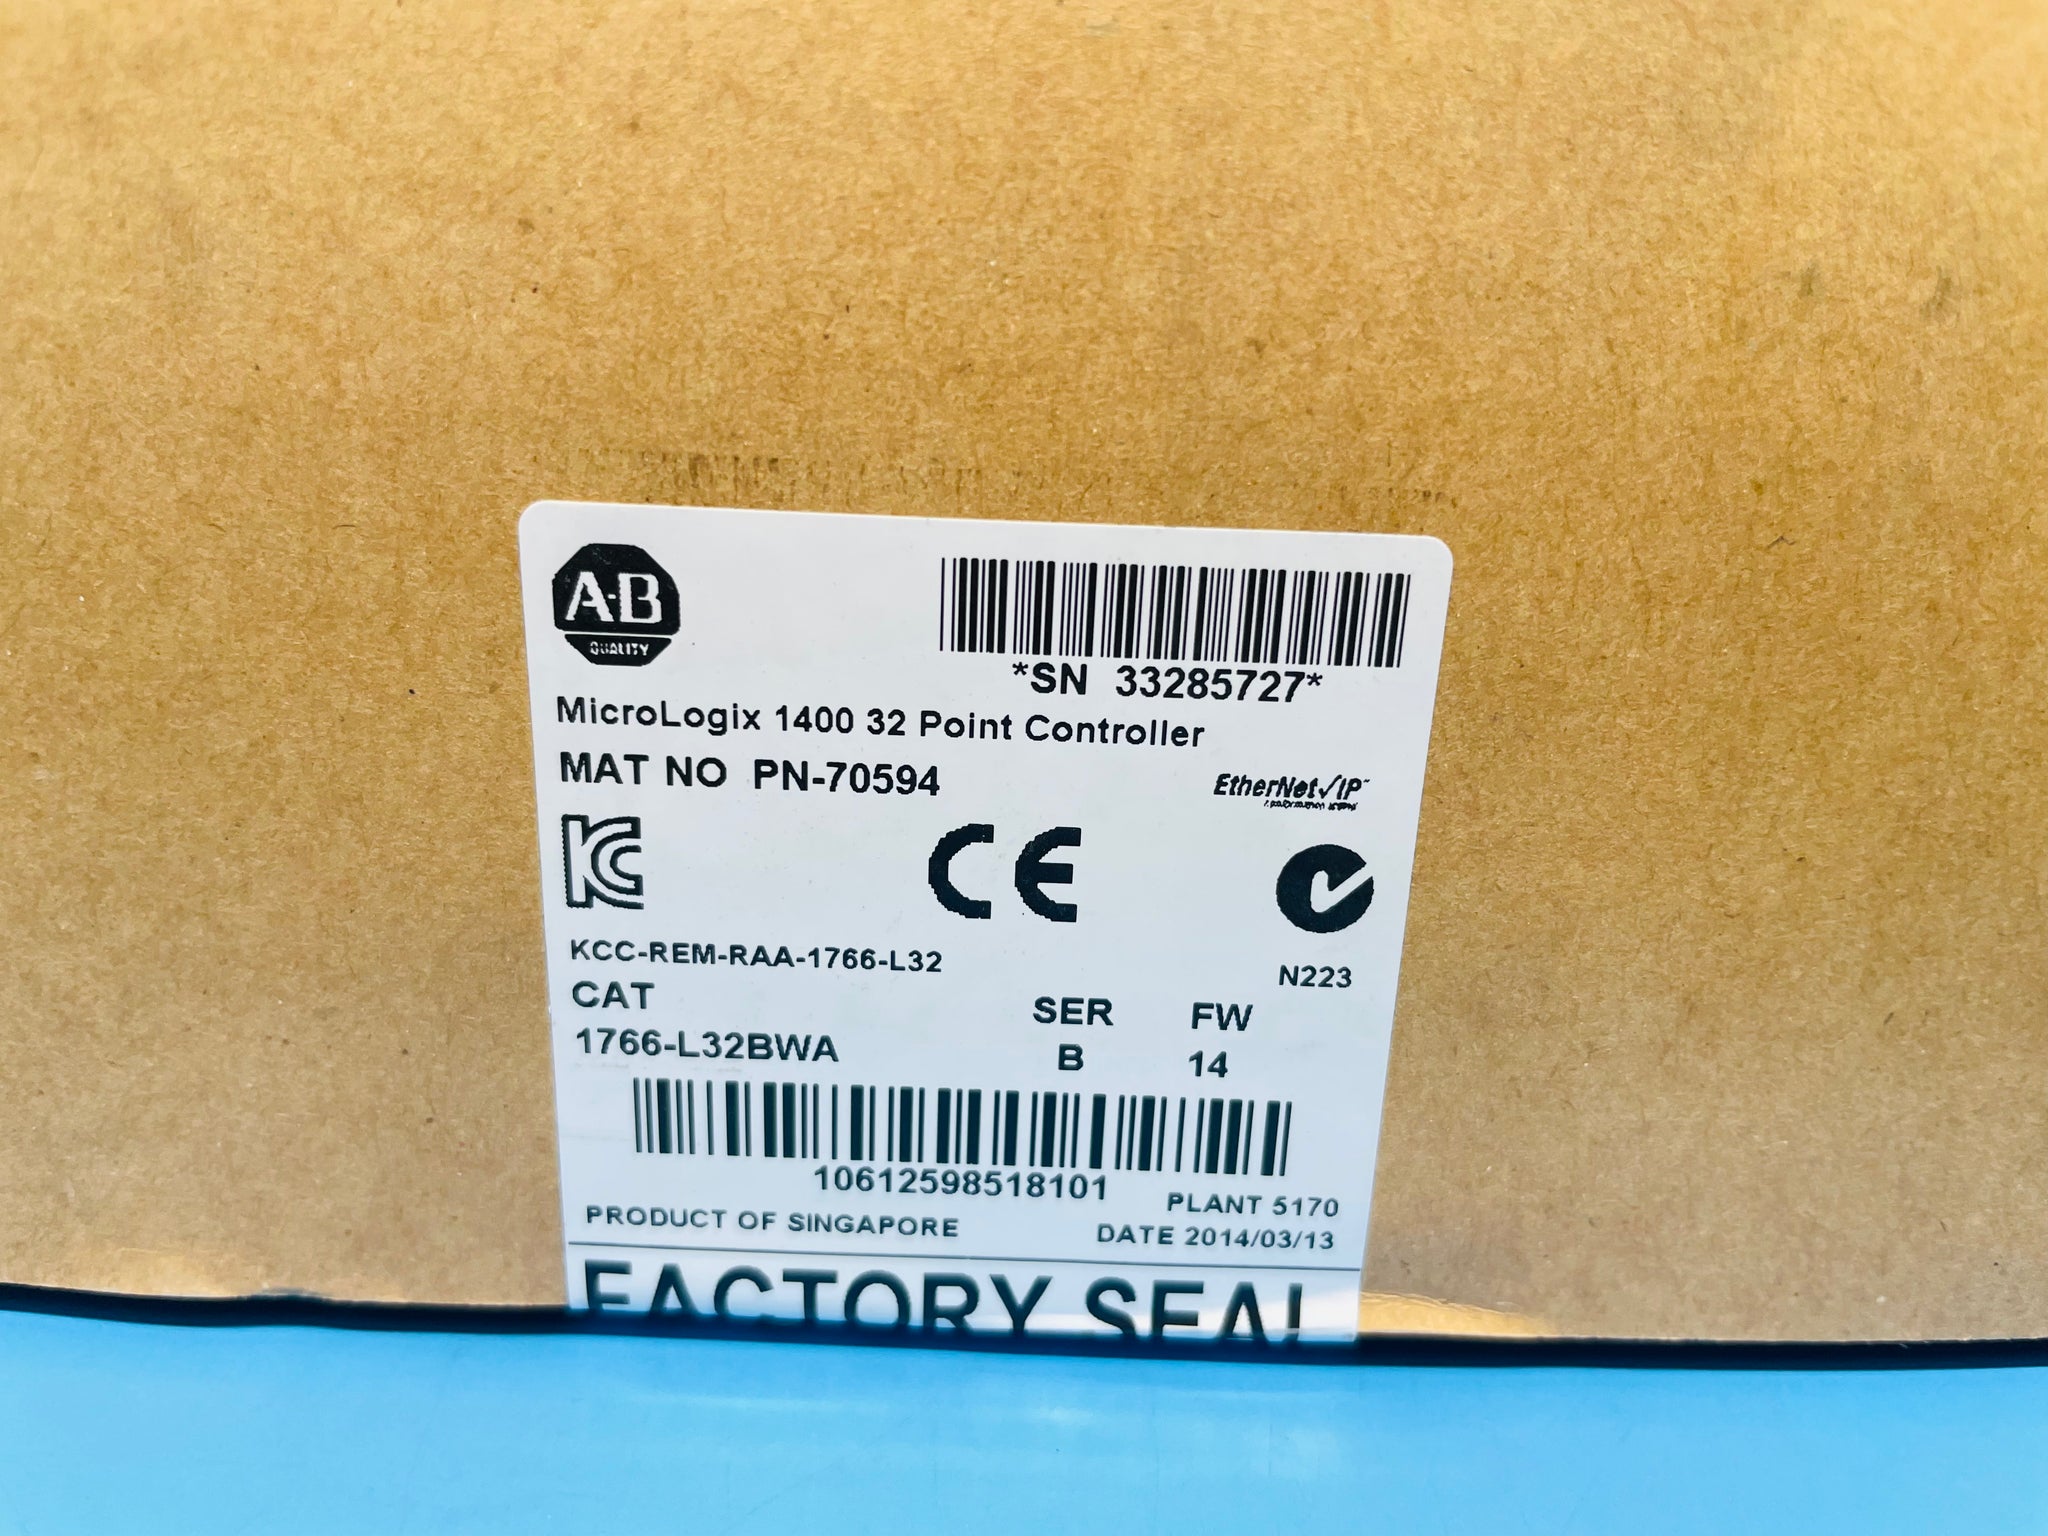 A-B
QUALITY
*SN 33285727*
MicroLogix 1400 32 Point Controller
MAT NO PN-70594
EtherNet/IP
KC
CE
KCC-REM-RAA-1766-L32
N223
CAT SER FW
1766-L32BWA B 14
10612598518101
PLANT 5170
PRODUCT OF SINGAPORE
DATE 2014/03/13
FACTORY SEAL